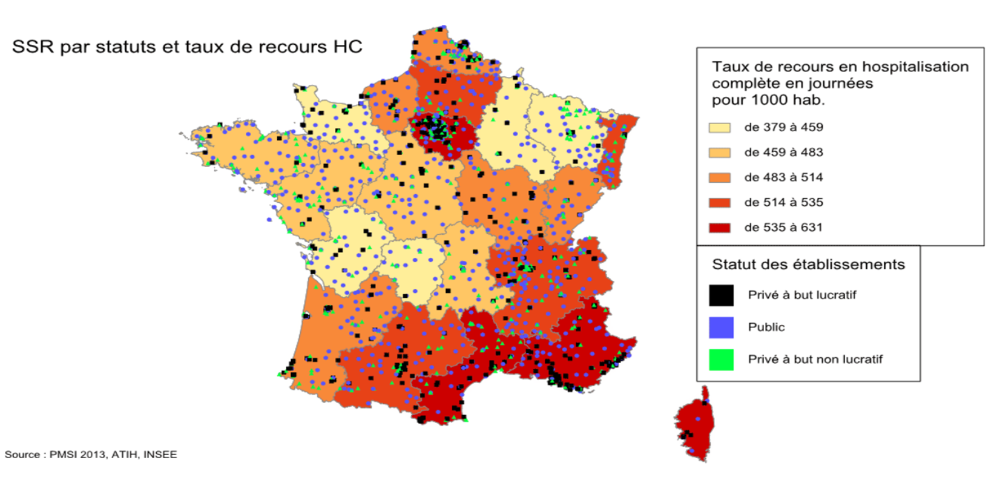 SSR par statuts et taux de recours HC
Taux de recours en hospitalisation
complète en journées
pour 1000 hab.
de 379 à 459
de 459 à 483
de 483 à 514
de 514 à 535
de 535 à 631
Statut des établissements
Privé à but lucratif
Public
Privé à but non lucratif
Source : PMSI 2013, ATIH, INSEE